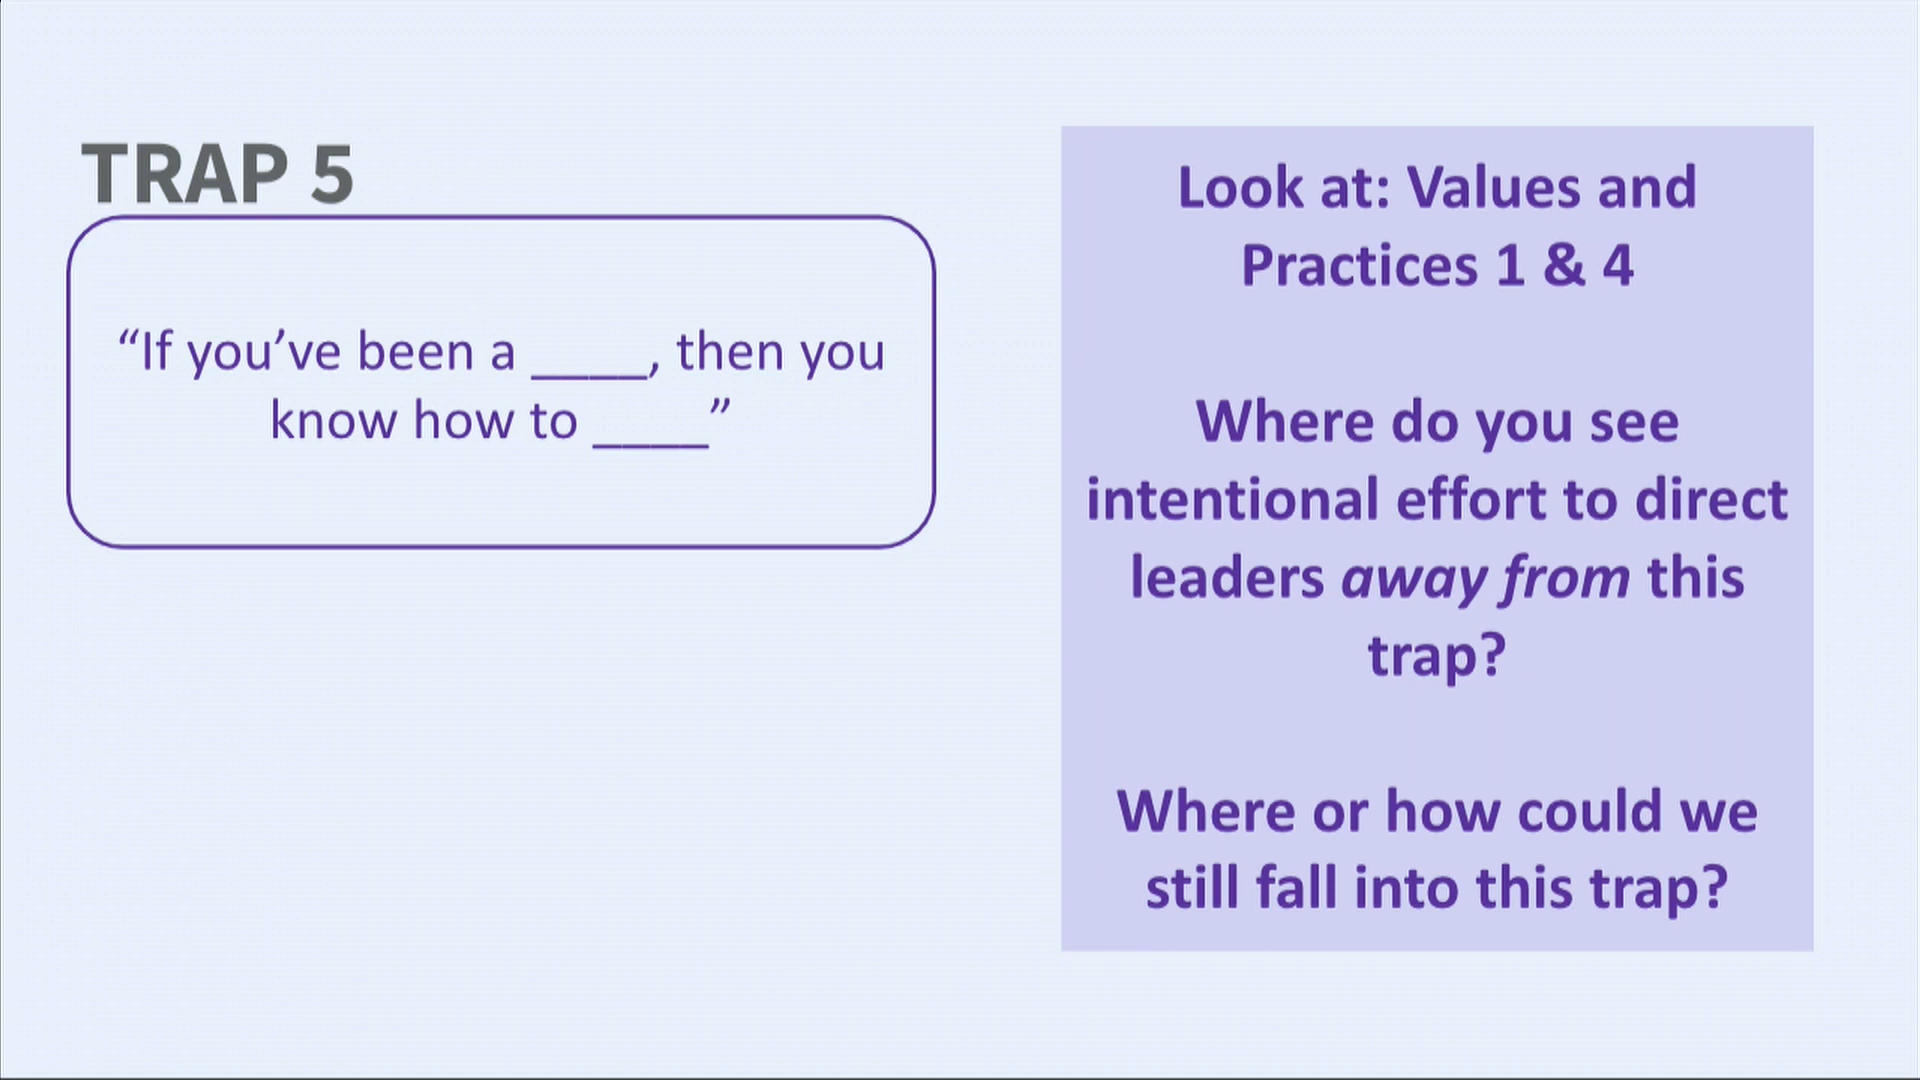 TRAP 5
“If you’ve been a ____, then you
know how to ____”
Look at: Values and
Practices 1 & 4
Where do you see
intentional effort to direct
leaders away from this
trap?
Where or how could we
still fall into this trap?